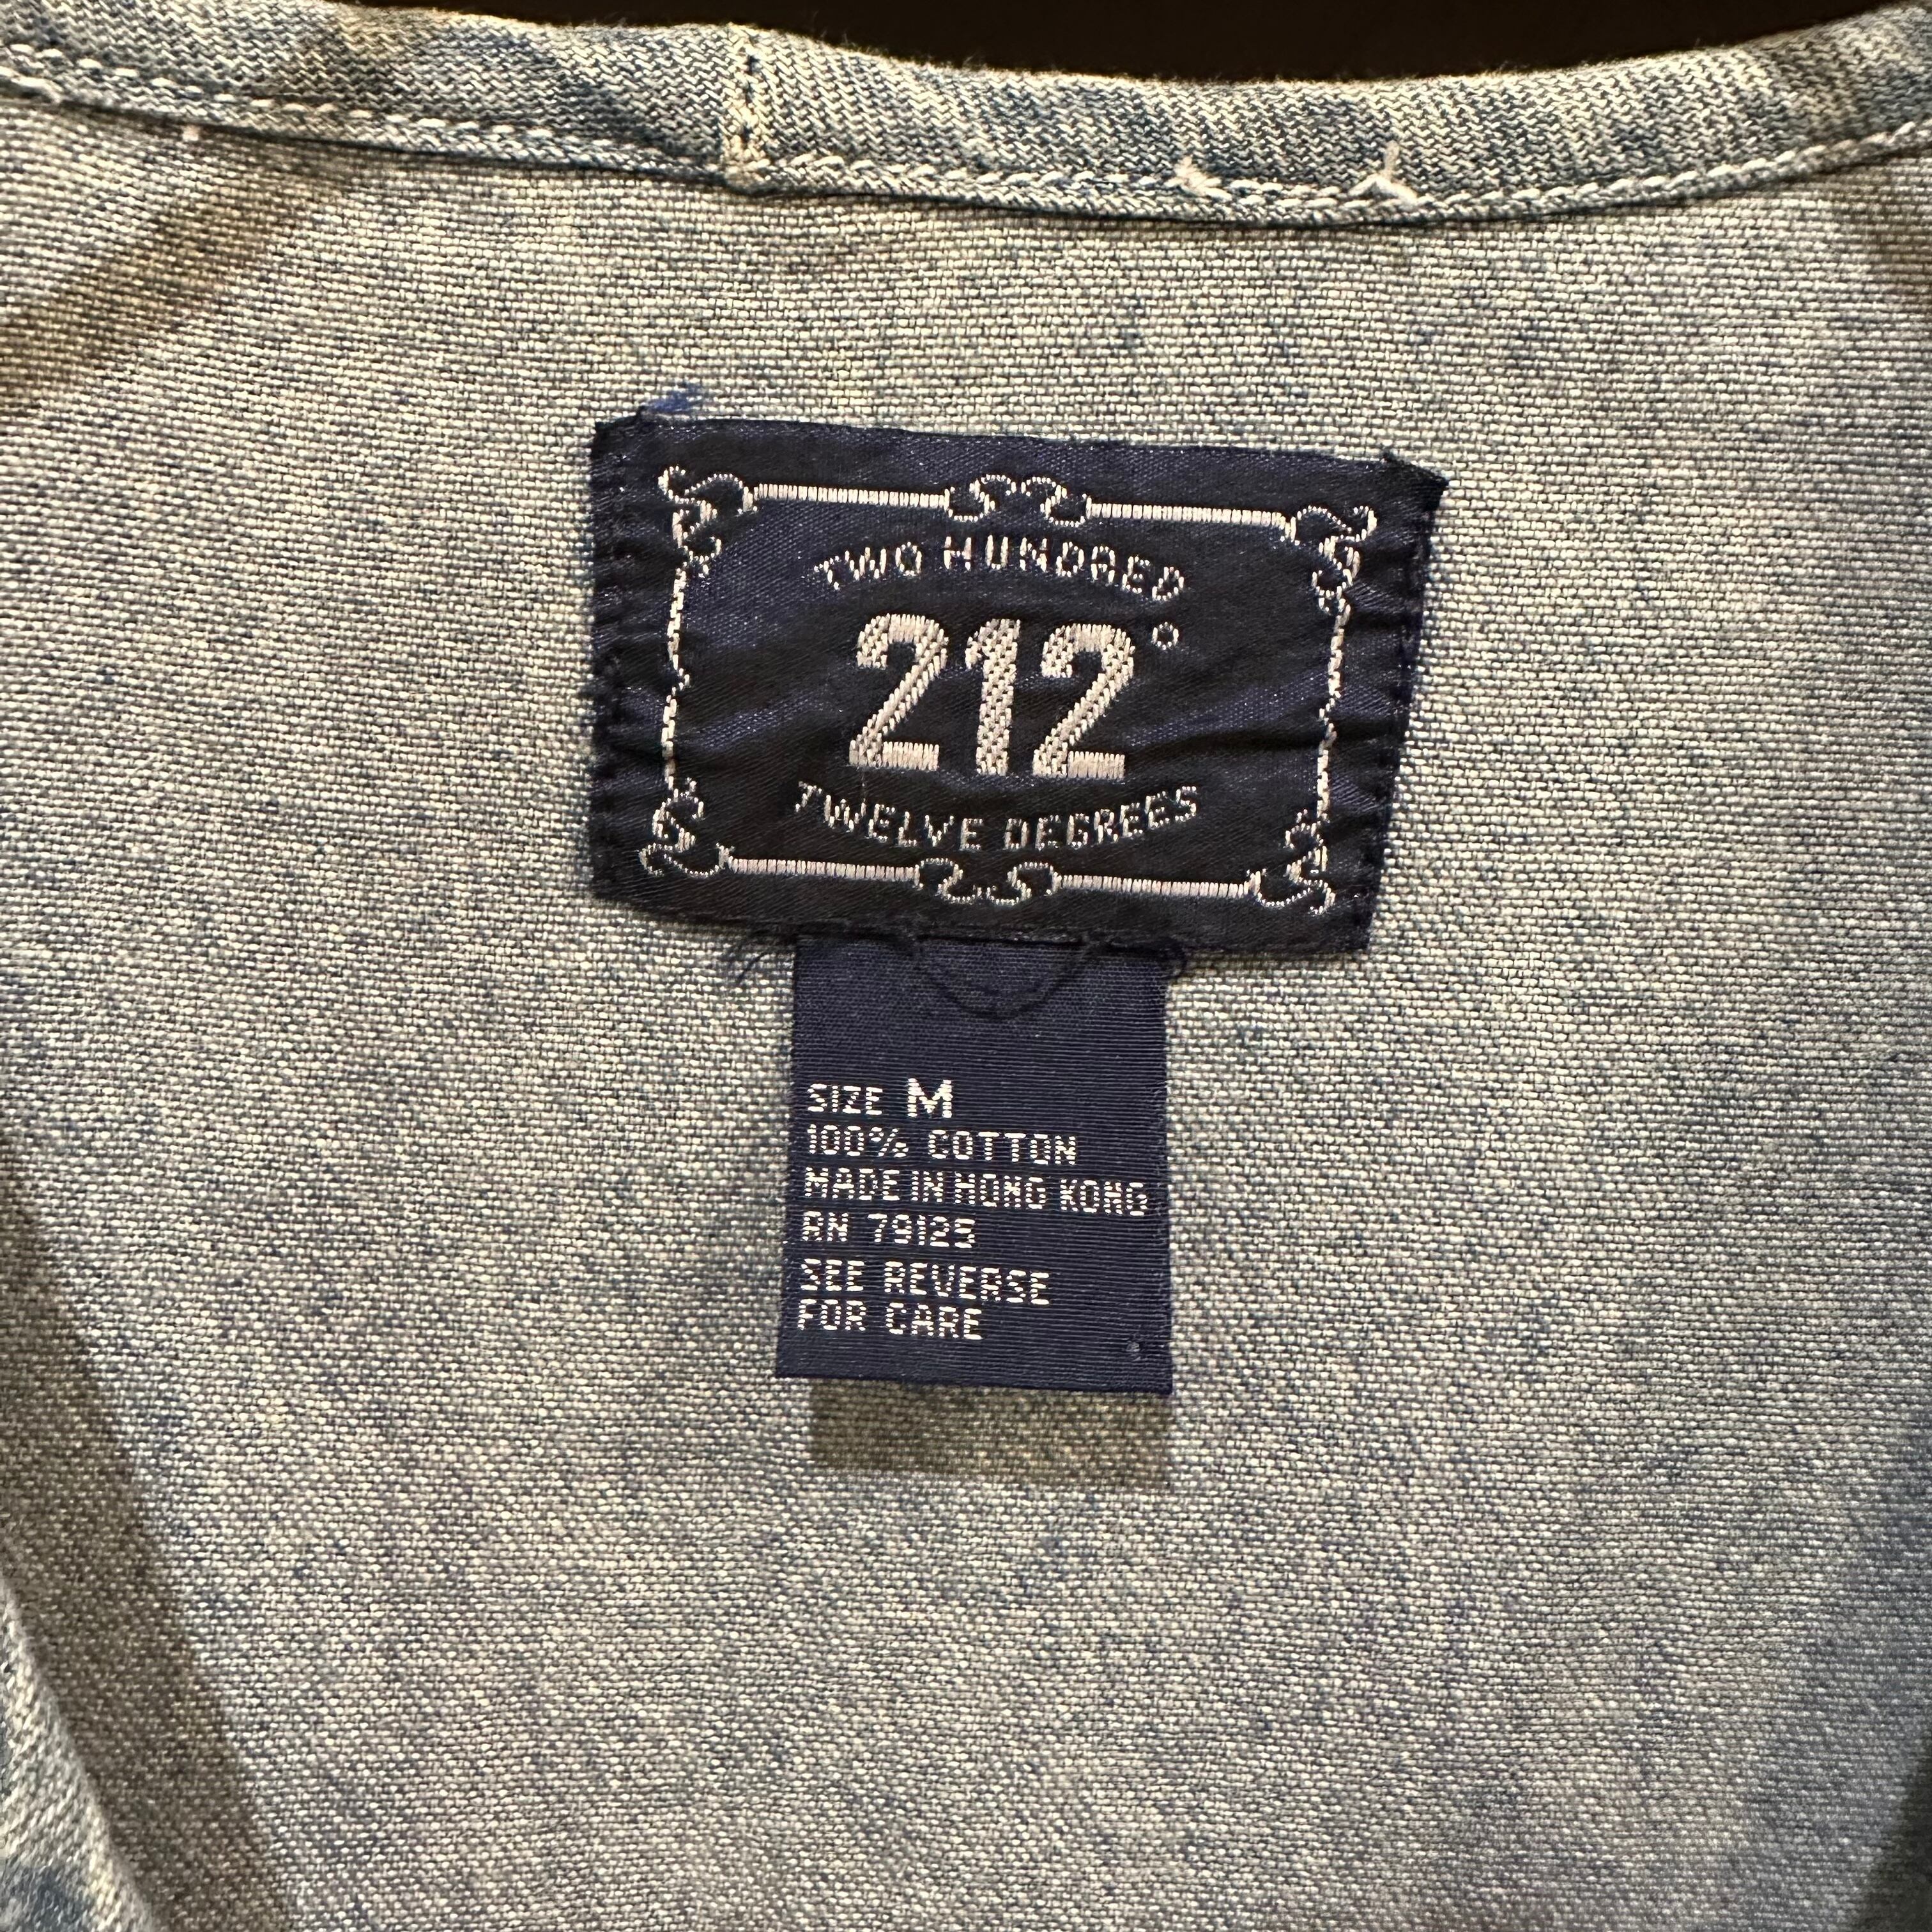 TWO HUNDRED
212°
TWELVE DEGREES
SIZE M
100% COTTON
MADE IN HONG KONG
RN 79125
SEE REVERSE
FOR CARE